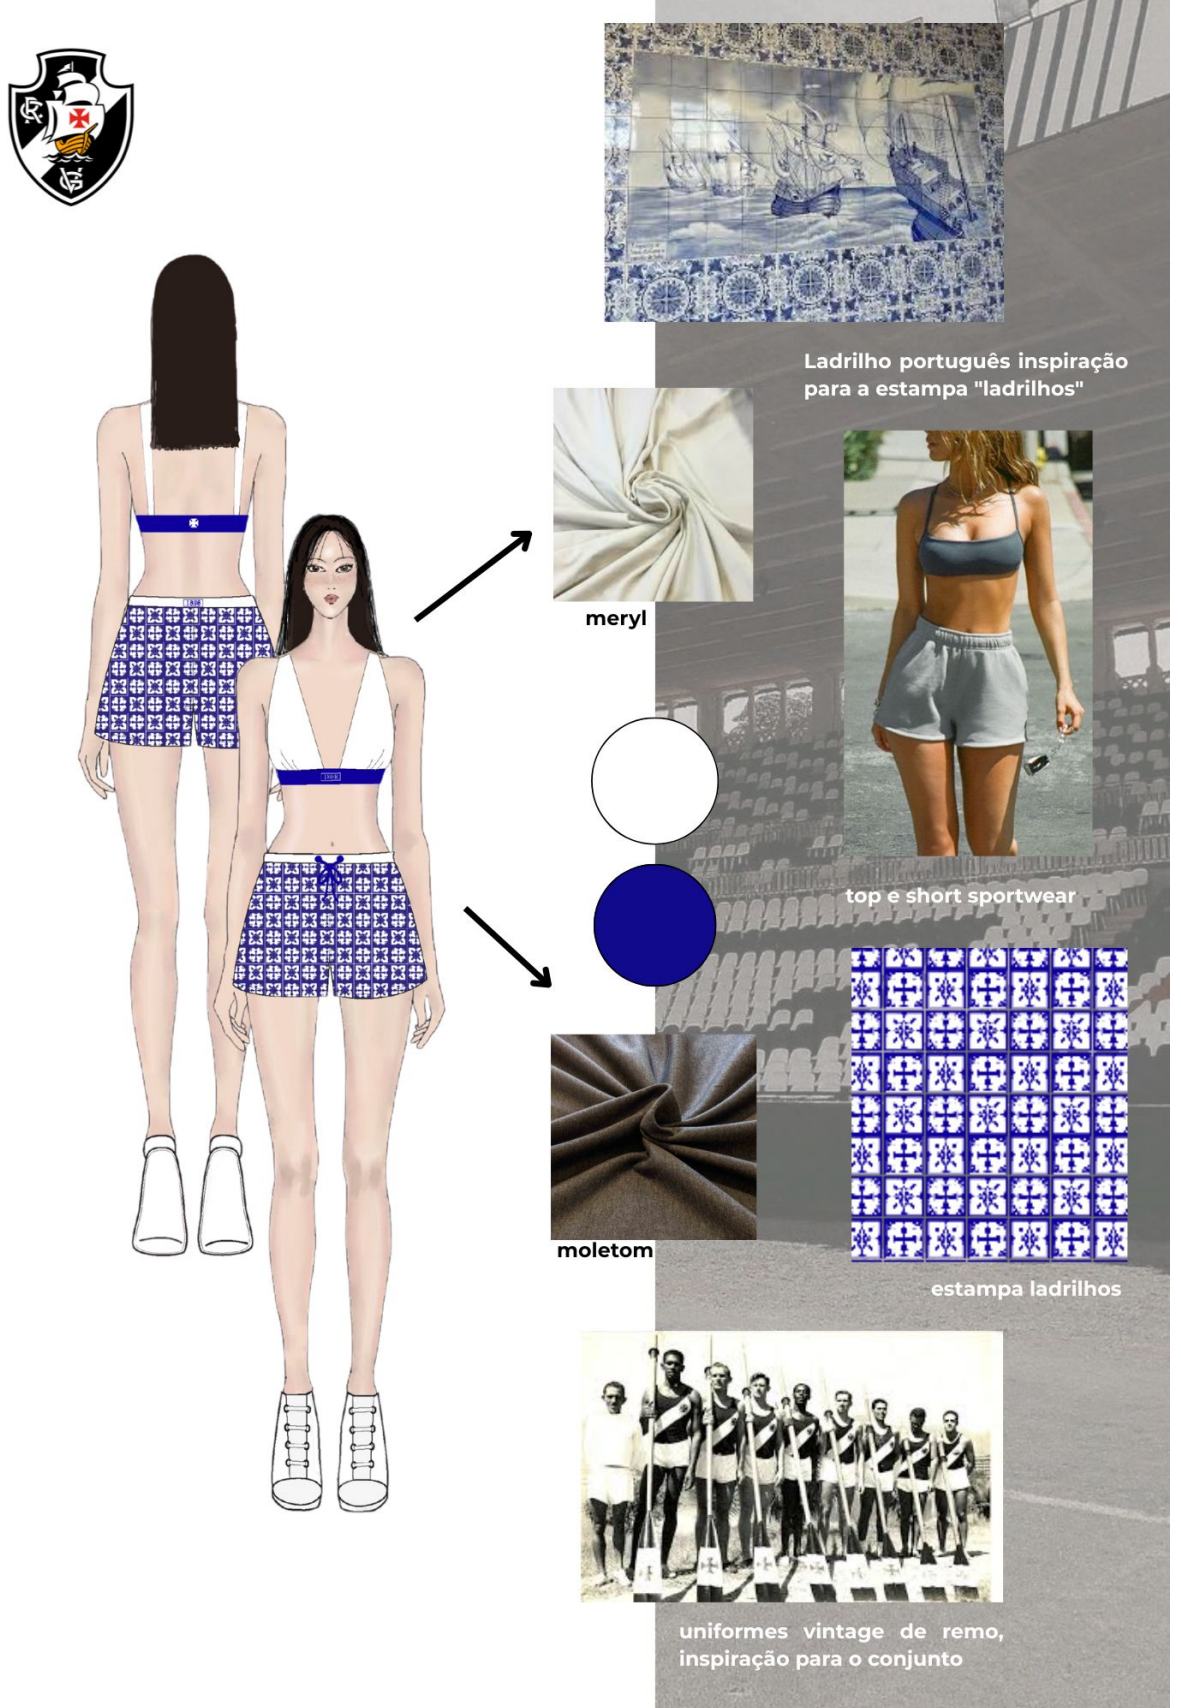 Ladrilho português inspiração
para a estampa "ladrilhos"
meryl
top e short sportwear
moletom
estampa ladrilhos
uniformes vintage de remo,
inspiração para o conjunto